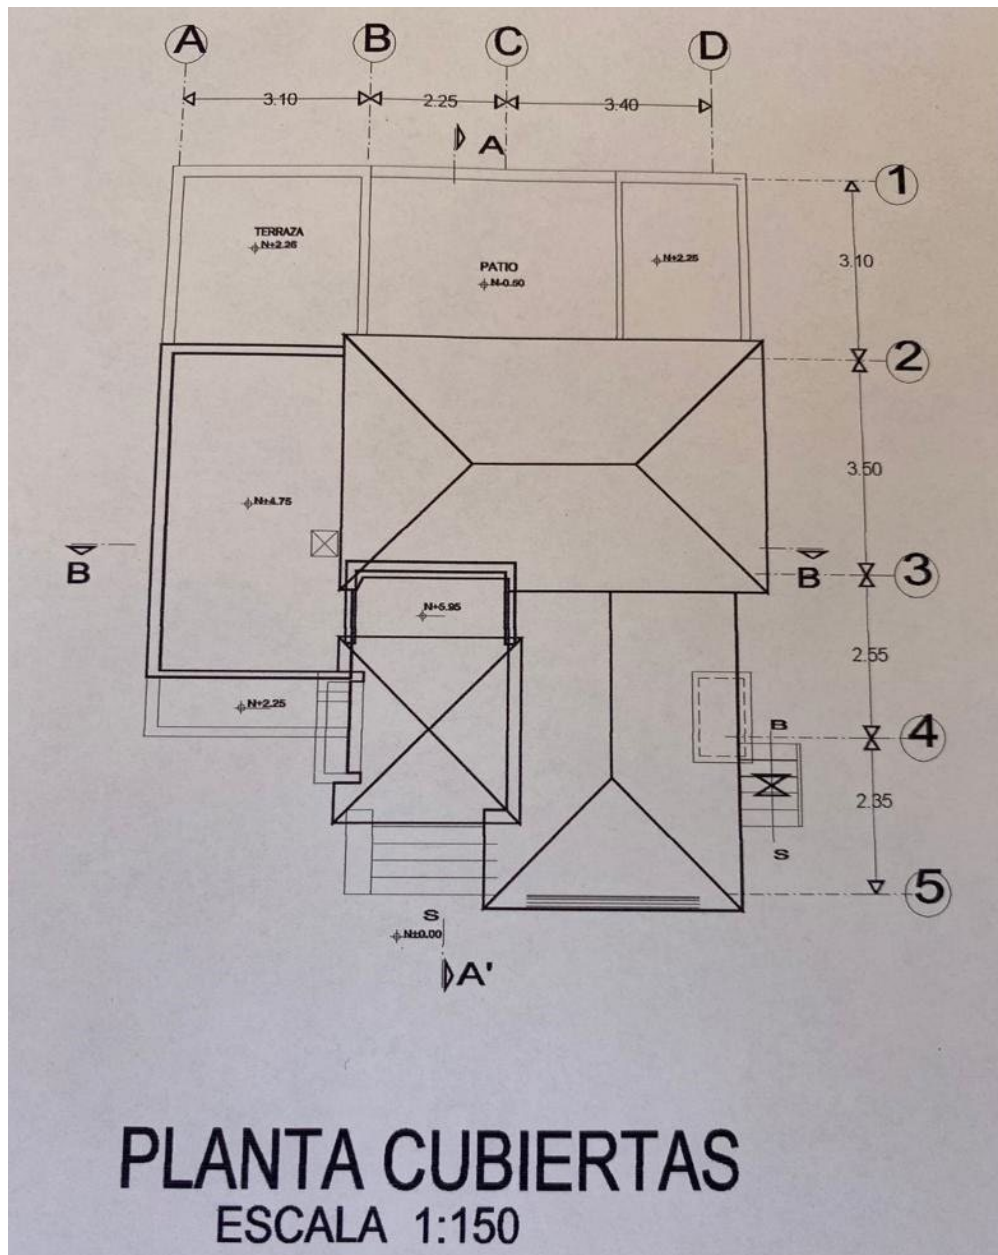 A B C D
3.10 2.25 3.40
A
1
TERRAZA
N+2.26
N+2.25
3.10
PATIO
N-0.50
2
3.50
N+4.75
B B
3
N+5.95
2.55
N+2.25
B
4
2.35
S
5
S
N±0.00
A'
PLANTA CUBIERTAS
ESCALA 1:150